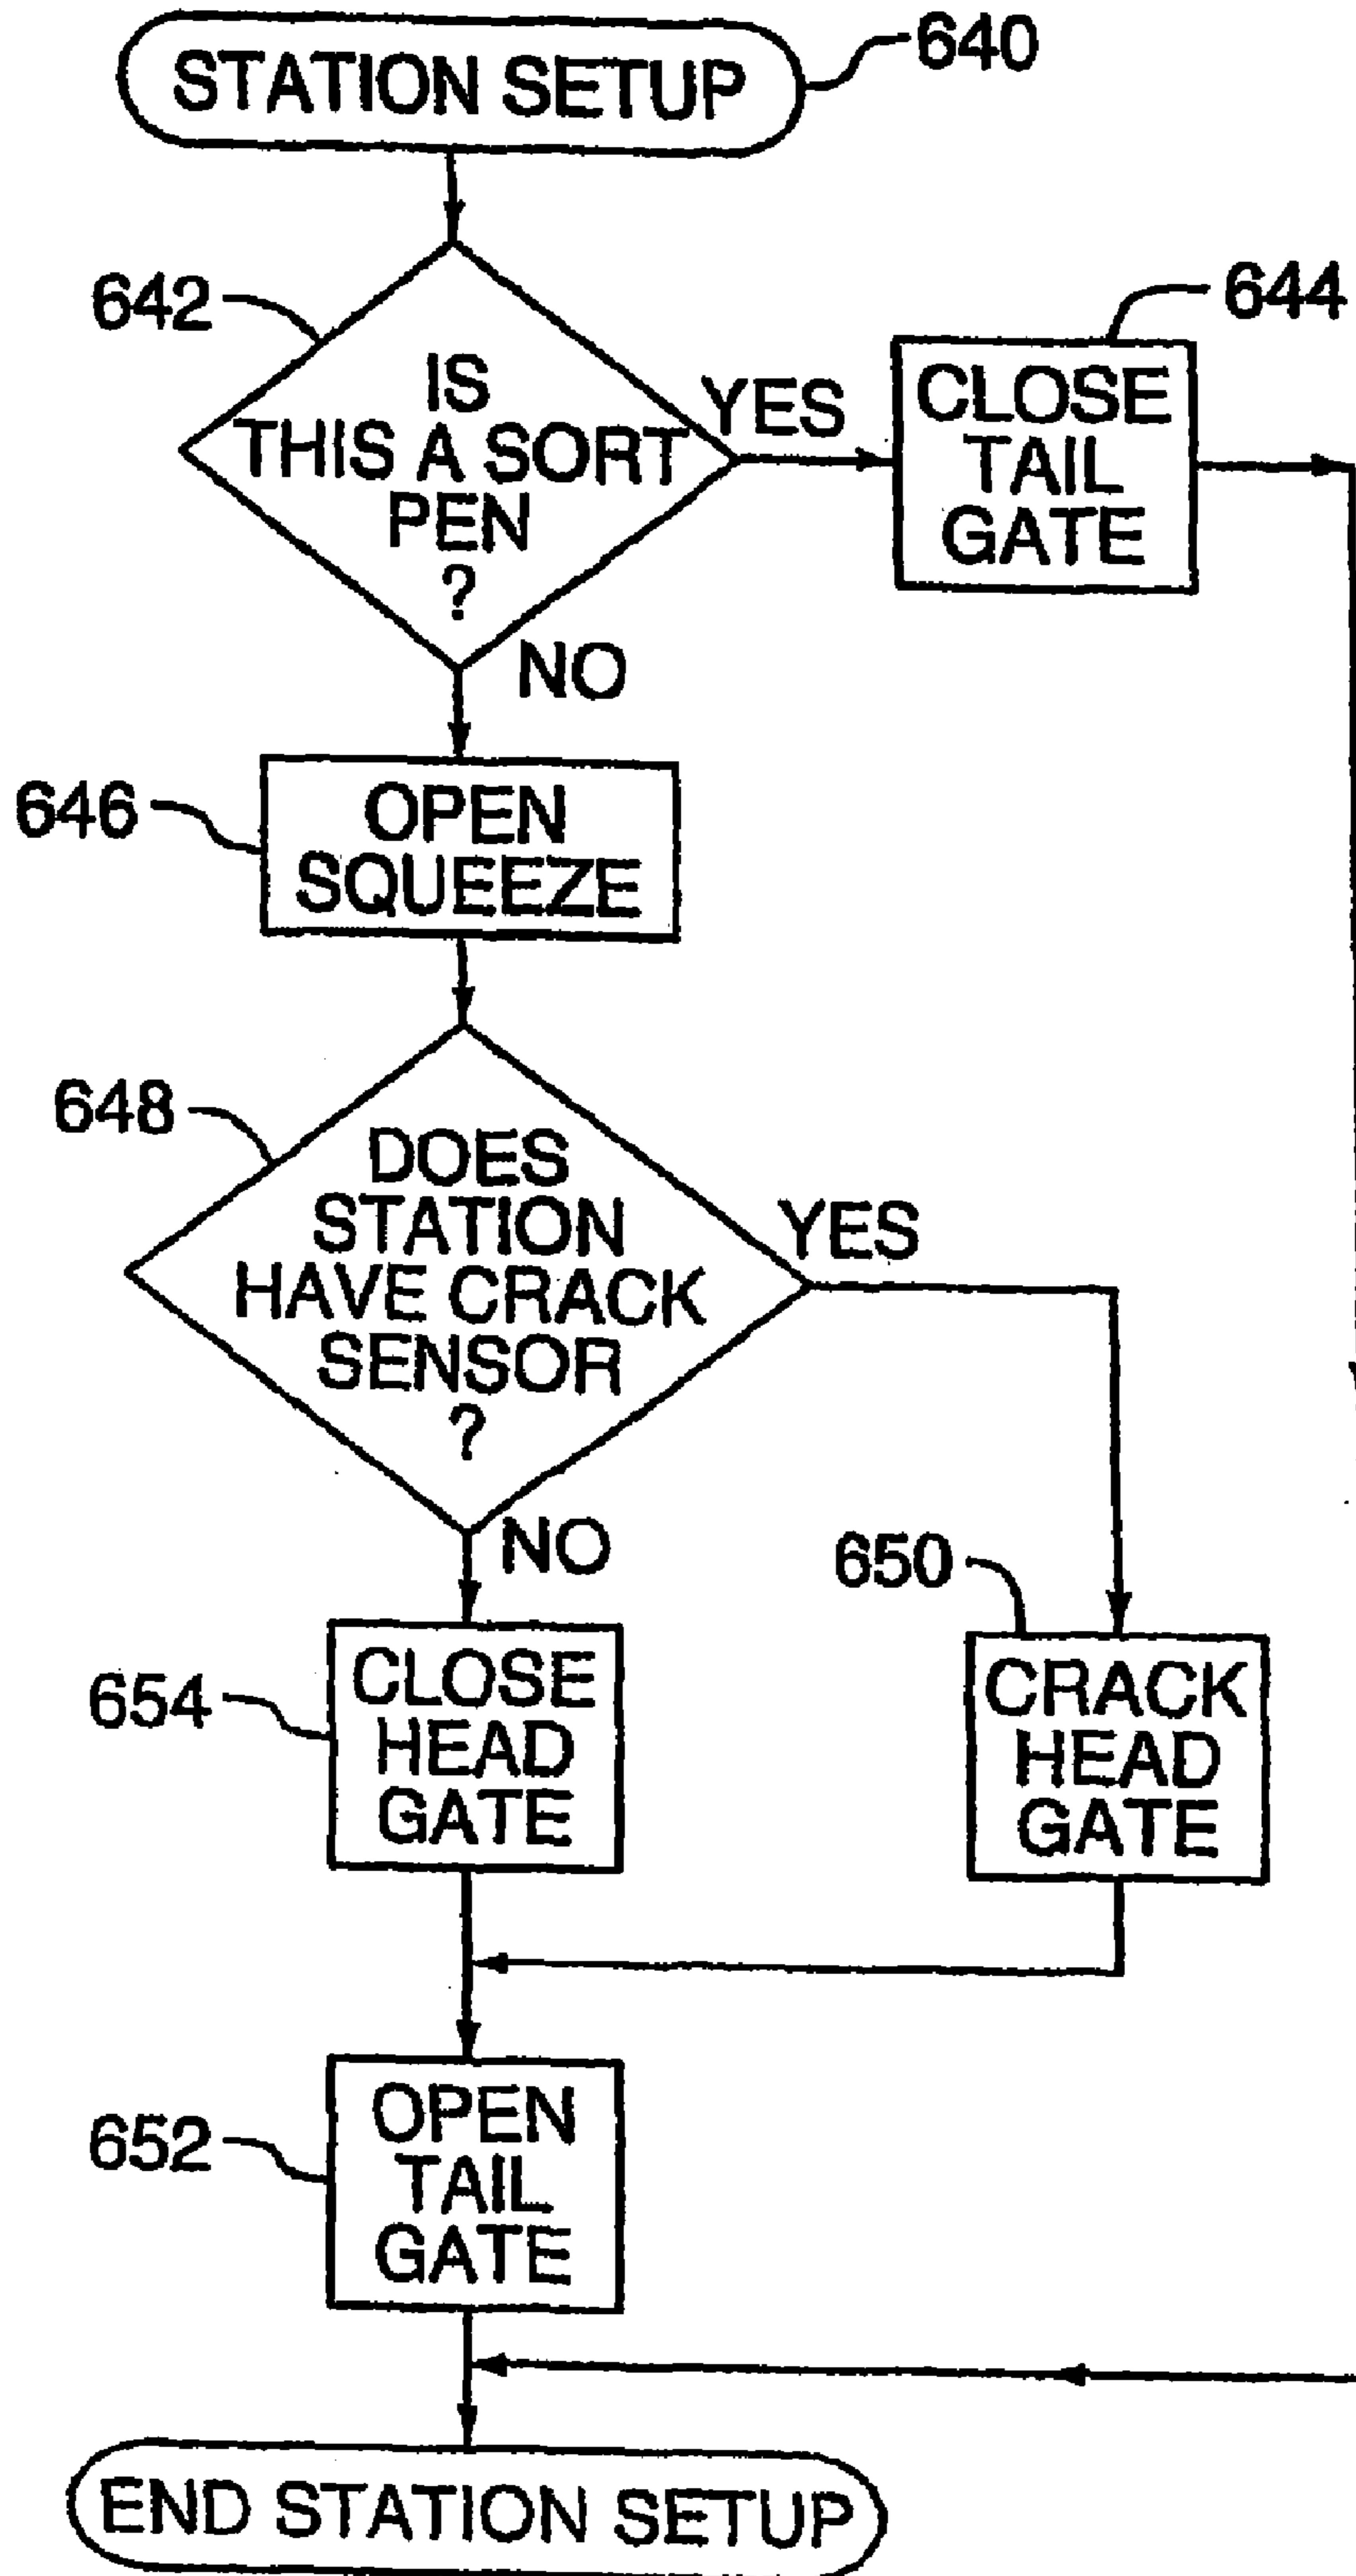 STATION SETUP
640
642
IS
THIS A SORT
PEN
?
YES
644
CLOSE
TAIL
GATE
NO
646
OPEN
SQUEEZE
648
DOES
STATION
HAVE CRACK
SENSOR
?
YES
NO
650
654
CLOSE
HEAD
GATE
CRACK
HEAD
GATE
652
OPEN
TAIL
GATE
END STATION SETUP